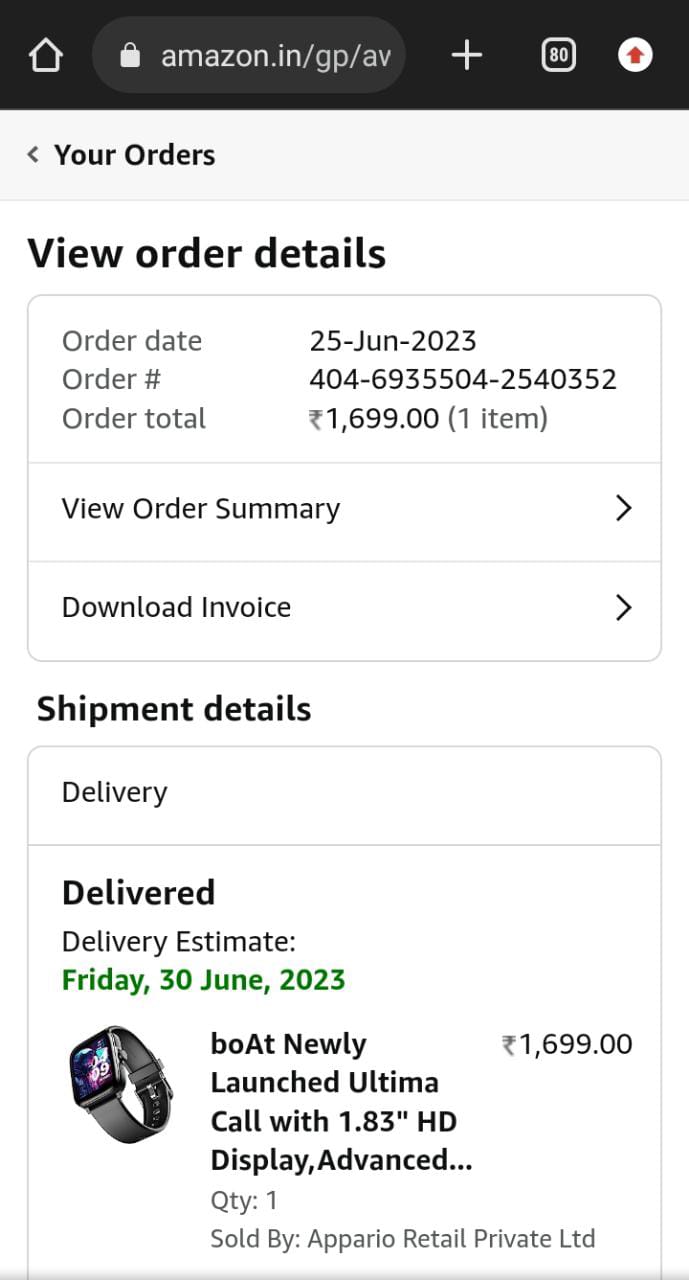 amazon.in/gp/av
80
Your Orders
View order details
Order date 25-Jun-2023
Order # 404-6935504-2540352
Order total ₹1,699.00 (1 item)
View Order Summary
Download Invoice
Shipment details
Delivery
Delivered
Delivery Estimate:
Friday, 30 June, 2023
boAt Newly ₹1,699.00
Launched Ultima
Call with 1.83" HD
Display,Advanced...
Qty: 1
Sold By: Appario Retail Private Ltd